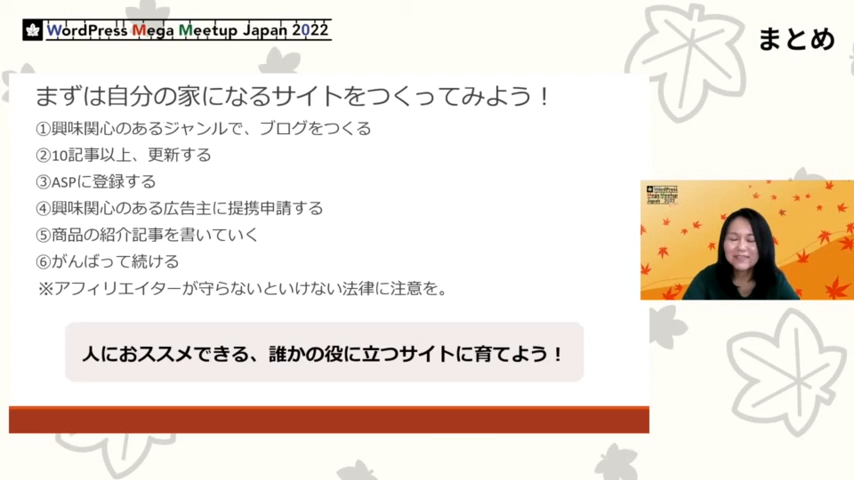 WordPress Mega Meetup Japan 2022
まとめ
まずは自分の家になるサイトをつくってみよう！
①興味関心のあるジャンルで、ブログをつくる
②10記事以上、更新する
③ASPに登録する
④興味関心のある広告主に提携申請する
⑤商品の紹介記事を書いていく
⑥がんばって続ける
※アフィリエイターが守らないといけない法律に注意を。
人におススメできる、誰かの役に立つサイトに育てよう！
WordPress
Mega Meetup
Japan 2022